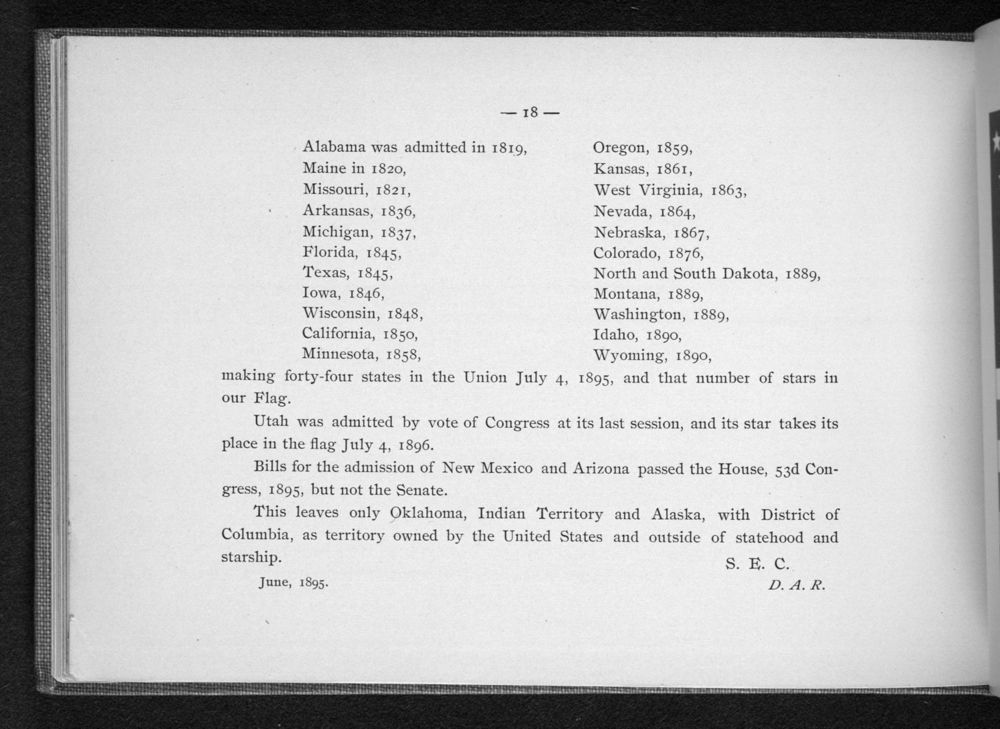 — 18 —
Alabama was admitted in 1819,
Maine in 1820,
Missouri, 1821,
Arkansas, 1836,
Michigan, 1837,
Florida, 1845,
Texas, 1845,
Iowa, 1846,
Wisconsin, 1848,
California, 1850,
Minnesota, 1858,
Oregon, 1859,
Kansas, 1861,
West Virginia, 1863,
Nevada, 1864,
Nebraska, 1867,
Colorado, 1876,
North and South Dakota, 1889,
Montana, 1889,
Washington, 1889,
Idaho, 1890,
Wyoming, 1890,
making forty-four states in the Union July 4, 1895, and that number of stars in
our Flag.
Utah was admitted by vote of Congress at its last session, and its star takes its
place in the flag July 4, 1896.
Bills for the admission of New Mexico and Arizona passed the House, 53d Con-
gress, 1895, but not the Senate.
This leaves only Oklahoma, Indian Territory and Alaska, with District of
Columbia, as territory owned by the United States and outside of statehood and
starship.
S. E. C.
June, 1895.
D. A. R.